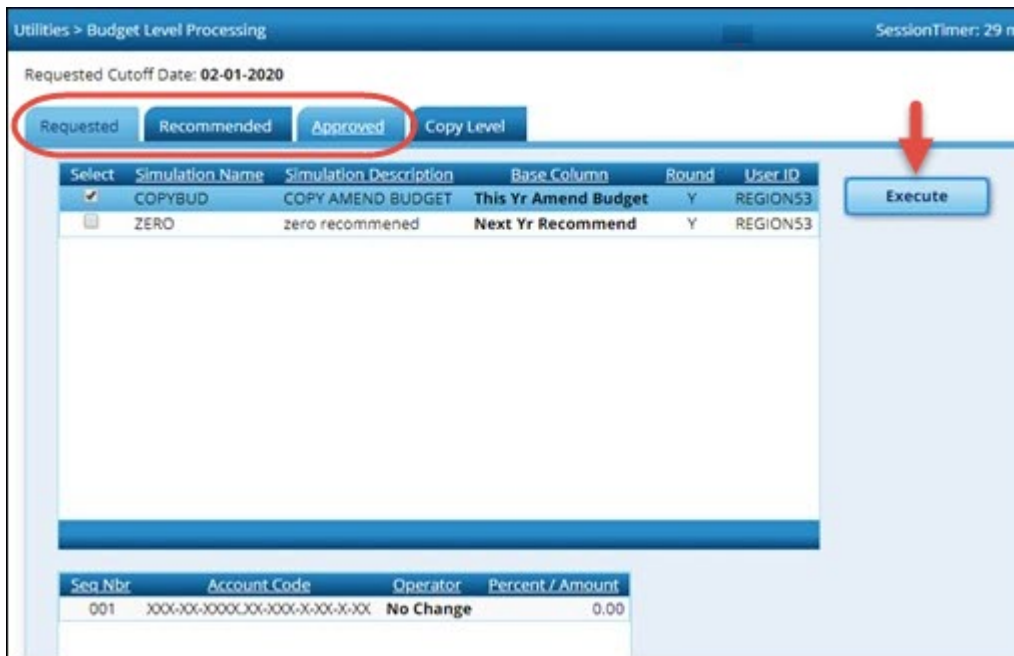 Utilities > Budget Level Processing SessionTimer: 29 m
Requested Cutoff Date: 02-01-2020
Requested Recommended Approved Copy Level
Select Simulation Name Simulation Description Base Column Round User ID
COPYBUD COPY AMEND BUDGET This Yr Amend Budget Y REGION53
Execute
ZERO zero recommened Next Yr Recommend Y REGION53
Seq Nbr Account Code Operator Percent / Amount
001 XXX-XX-XXXX.XX-XXX-X-XX-X-XX No Change 0.00